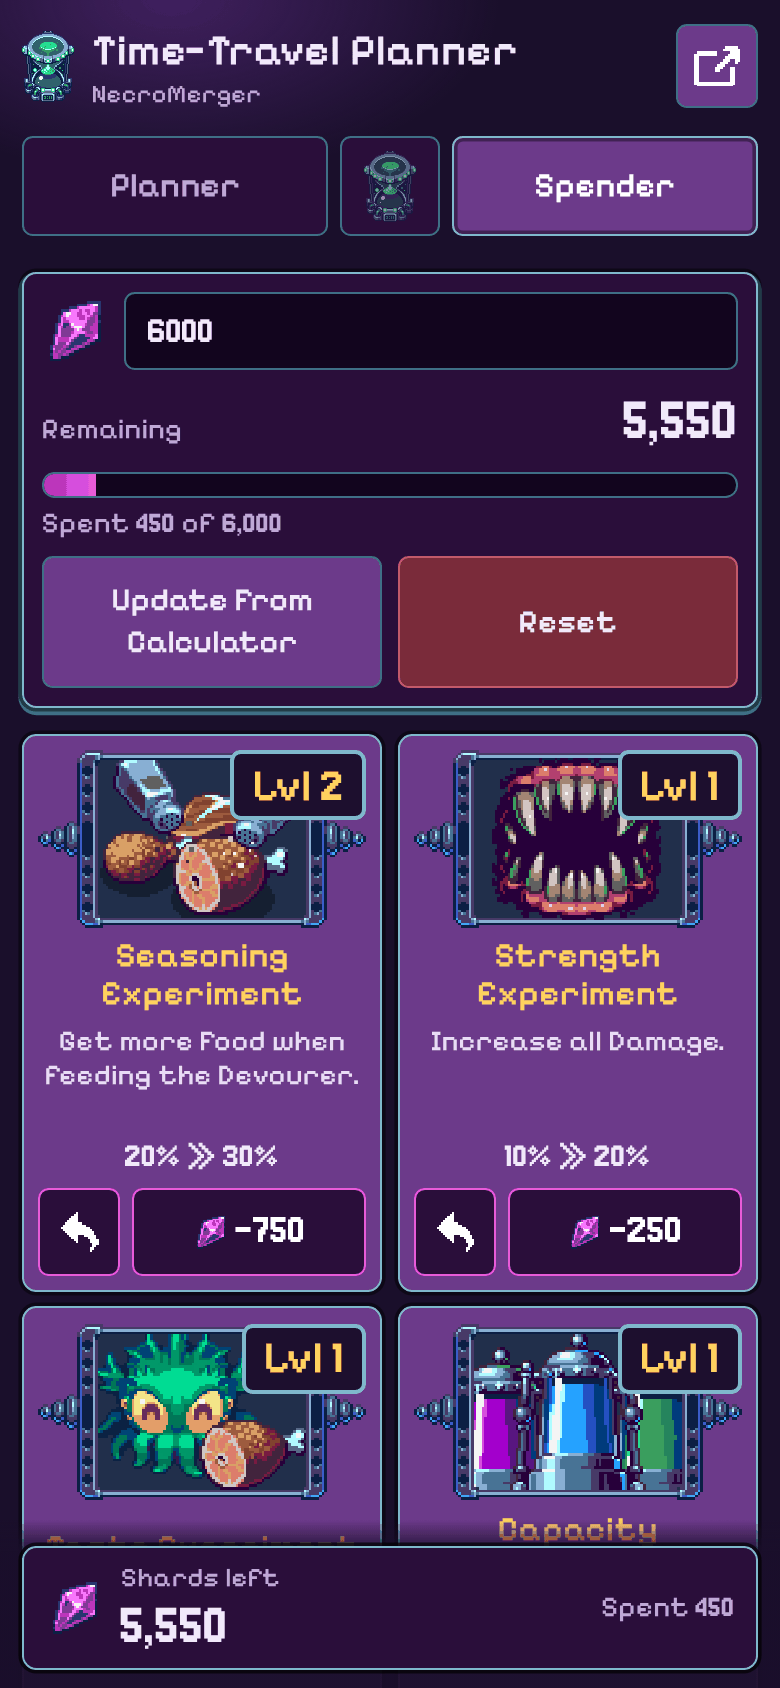 Time-Travel Planner
NecroMerger
Planner
Spender
6000
Remaining
5,550
Spent 450 of 6,000
Update From
Calculator
Reset
Lvl 2
Seasoning
Experiment
Get more Food when
feeding the Devourer.
20% >> 30%
-750
Lvl 1
Strength
Experiment
Increase all Damage.
10% >> 20%
-250
Lvl 1
Lvl 1
Capacity
Shards left
5,550
Spent 450